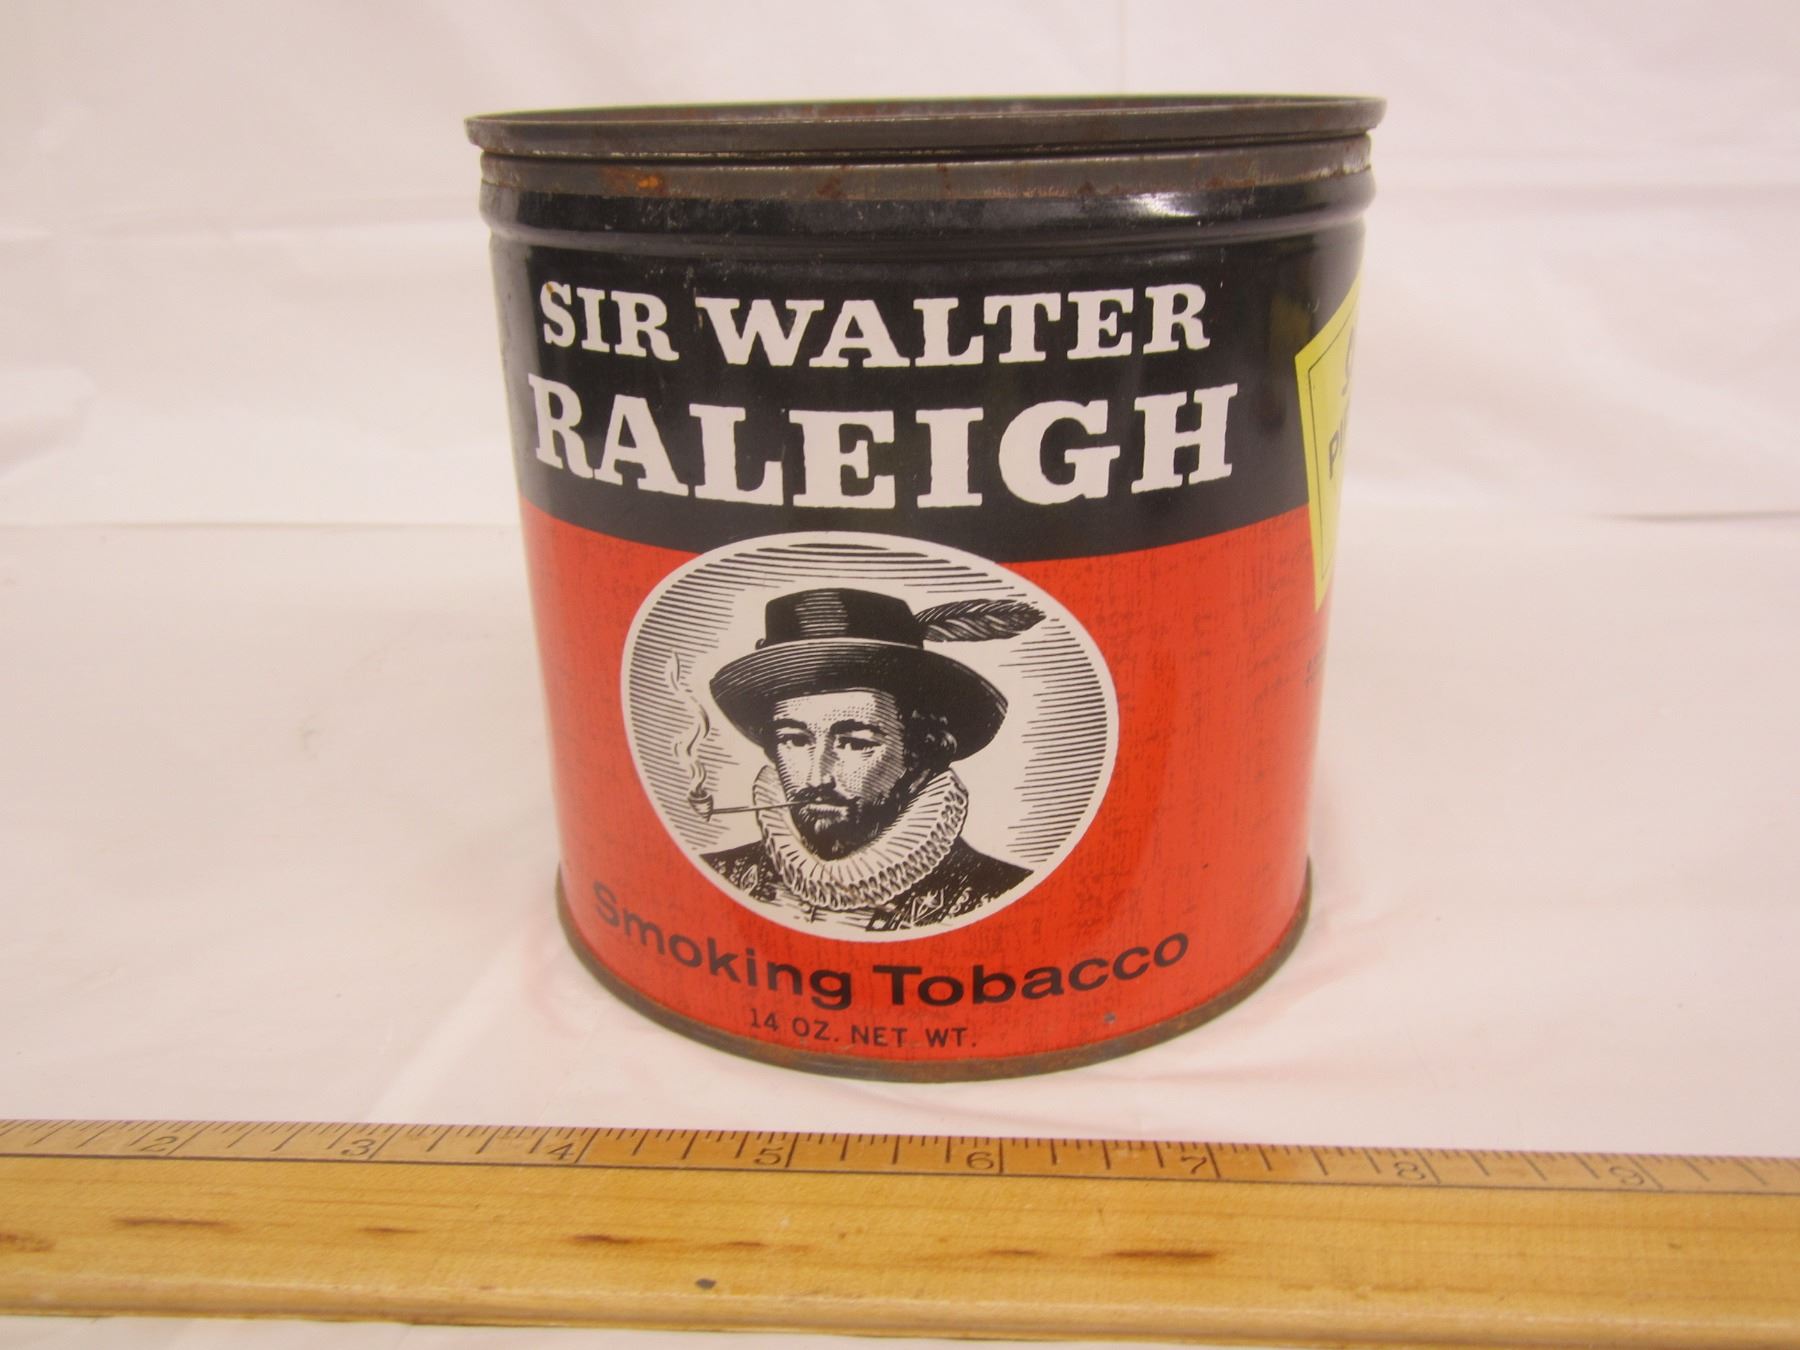 SIR WALTER
RALEIGH
Smoking Tobacco
14 OZ. NET WT.
2 3 4 5 6 7 8 9